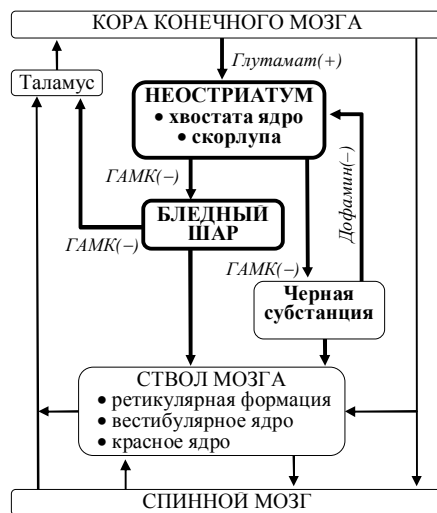 КОРА КОНЕЧНОГО МОЗГА
Глутамат(+)
Таламус
НЕОСТРИАТУМ
• хвостата ядро
• скорлупа
ГАМК(−)
Дофамин(−)
БЛЕДНЫЙ
ШАР
ГАМК(−)
ГАМК(−)
Черная
субстанция
СТВОЛ МОЗГА
• ретикулярная формация
• вестибулярное ядро
• красное ядро
СПИННОЙ МОЗГ